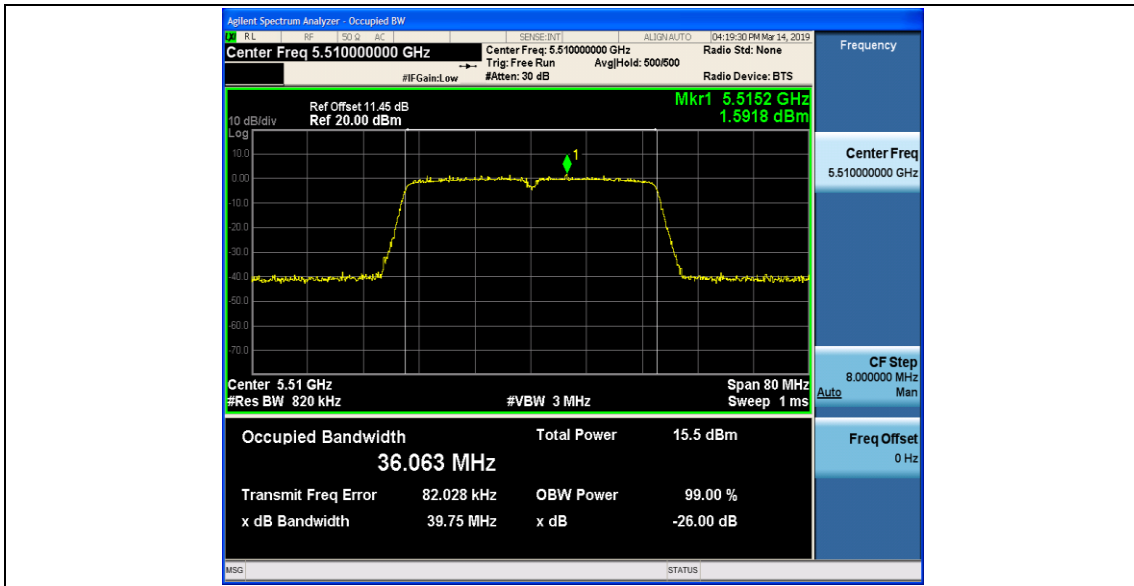 Agilent Spectrum Analyzer - Occupied BW
LXI RL RF 50 Ω AC SENSE:INT ALIGN AUTO 04:19:30 PM Mar 14, 2019
Center Freq 5.510000000 GHz
Center Freq: 5.510000000 GHz
Radio Std: None
Trig: Free Run Avg|Hold: 500/500
#IFGain:Low #Atten: 30 dB Radio Device: BTS
Mkr1 5.5152 GHz
1.5918 dBm
Ref Offset 11.45 dB
10 dB/div Ref 20.00 dBm
Log
10.0
0.00
-10.0
-20.0
-30.0
-40.0
-50.0
-60.0
-70.0
1
Center 5.51 GHz Span 80 MHz
#Res BW 820 kHz #VBW 3 MHz Sweep 1 ms
Occupied Bandwidth Total Power 15.5 dBm
36.063 MHz
Transmit Freq Error 82.028 kHz OBW Power 99.00 %
x dB Bandwidth 39.75 MHz x dB -26.00 dB
MSG STATUS
Frequency
Center Freq
5.510000000 GHz
CF Step
8.000000 MHz
Auto Man
Freq Offset
0 Hz